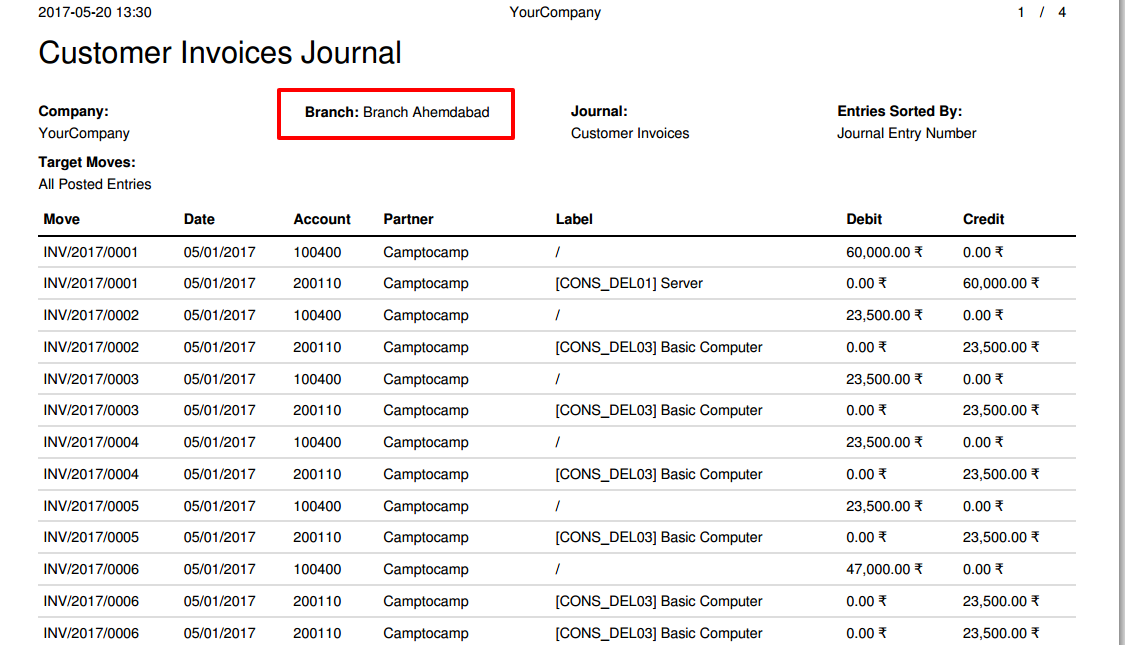 2017-05-20 13:30 YourCompany 1 / 4
Customer Invoices Journal
Company: Branch: Branch Ahemdabad Journal: Entries Sorted By:
YourCompany Customer Invoices Journal Entry Number
Target Moves:
All Posted Entries
Move Date Account Partner Label Debit Credit
INV/2017/0001 05/01/2017 100400 Camptocamp / 60,000.00 ₹ 0.00 ₹
INV/2017/0001 05/01/2017 200110 Camptocamp [CONS_DEL01] Server 0.00 ₹ 60,000.00 ₹
INV/2017/0002 05/01/2017 100400 Camptocamp / 23,500.00 ₹ 0.00 ₹
INV/2017/0002 05/01/2017 200110 Camptocamp [CONS_DEL03] Basic Computer 0.00 ₹ 23,500.00 ₹
INV/2017/0003 05/01/2017 100400 Camptocamp / 23,500.00 ₹ 0.00 ₹
INV/2017/0003 05/01/2017 200110 Camptocamp [CONS_DEL03] Basic Computer 0.00 ₹ 23,500.00 ₹
INV/2017/0004 05/01/2017 100400 Camptocamp / 23,500.00 ₹ 0.00 ₹
INV/2017/0004 05/01/2017 200110 Camptocamp [CONS_DEL03] Basic Computer 0.00 ₹ 23,500.00 ₹
INV/2017/0005 05/01/2017 100400 Camptocamp / 23,500.00 ₹ 0.00 ₹
INV/2017/0005 05/01/2017 200110 Camptocamp [CONS_DEL03] Basic Computer 0.00 ₹ 23,500.00 ₹
INV/2017/0006 05/01/2017 100400 Camptocamp / 47,000.00 ₹ 0.00 ₹
INV/2017/0006 05/01/2017 200110 Camptocamp [CONS_DEL03] Basic Computer 0.00 ₹ 23,500.00 ₹
INV/2017/0006 05/01/2017 200110 Camptocamp [CONS_DEL03] Basic Computer 0.00 ₹ 23,500.00 ₹